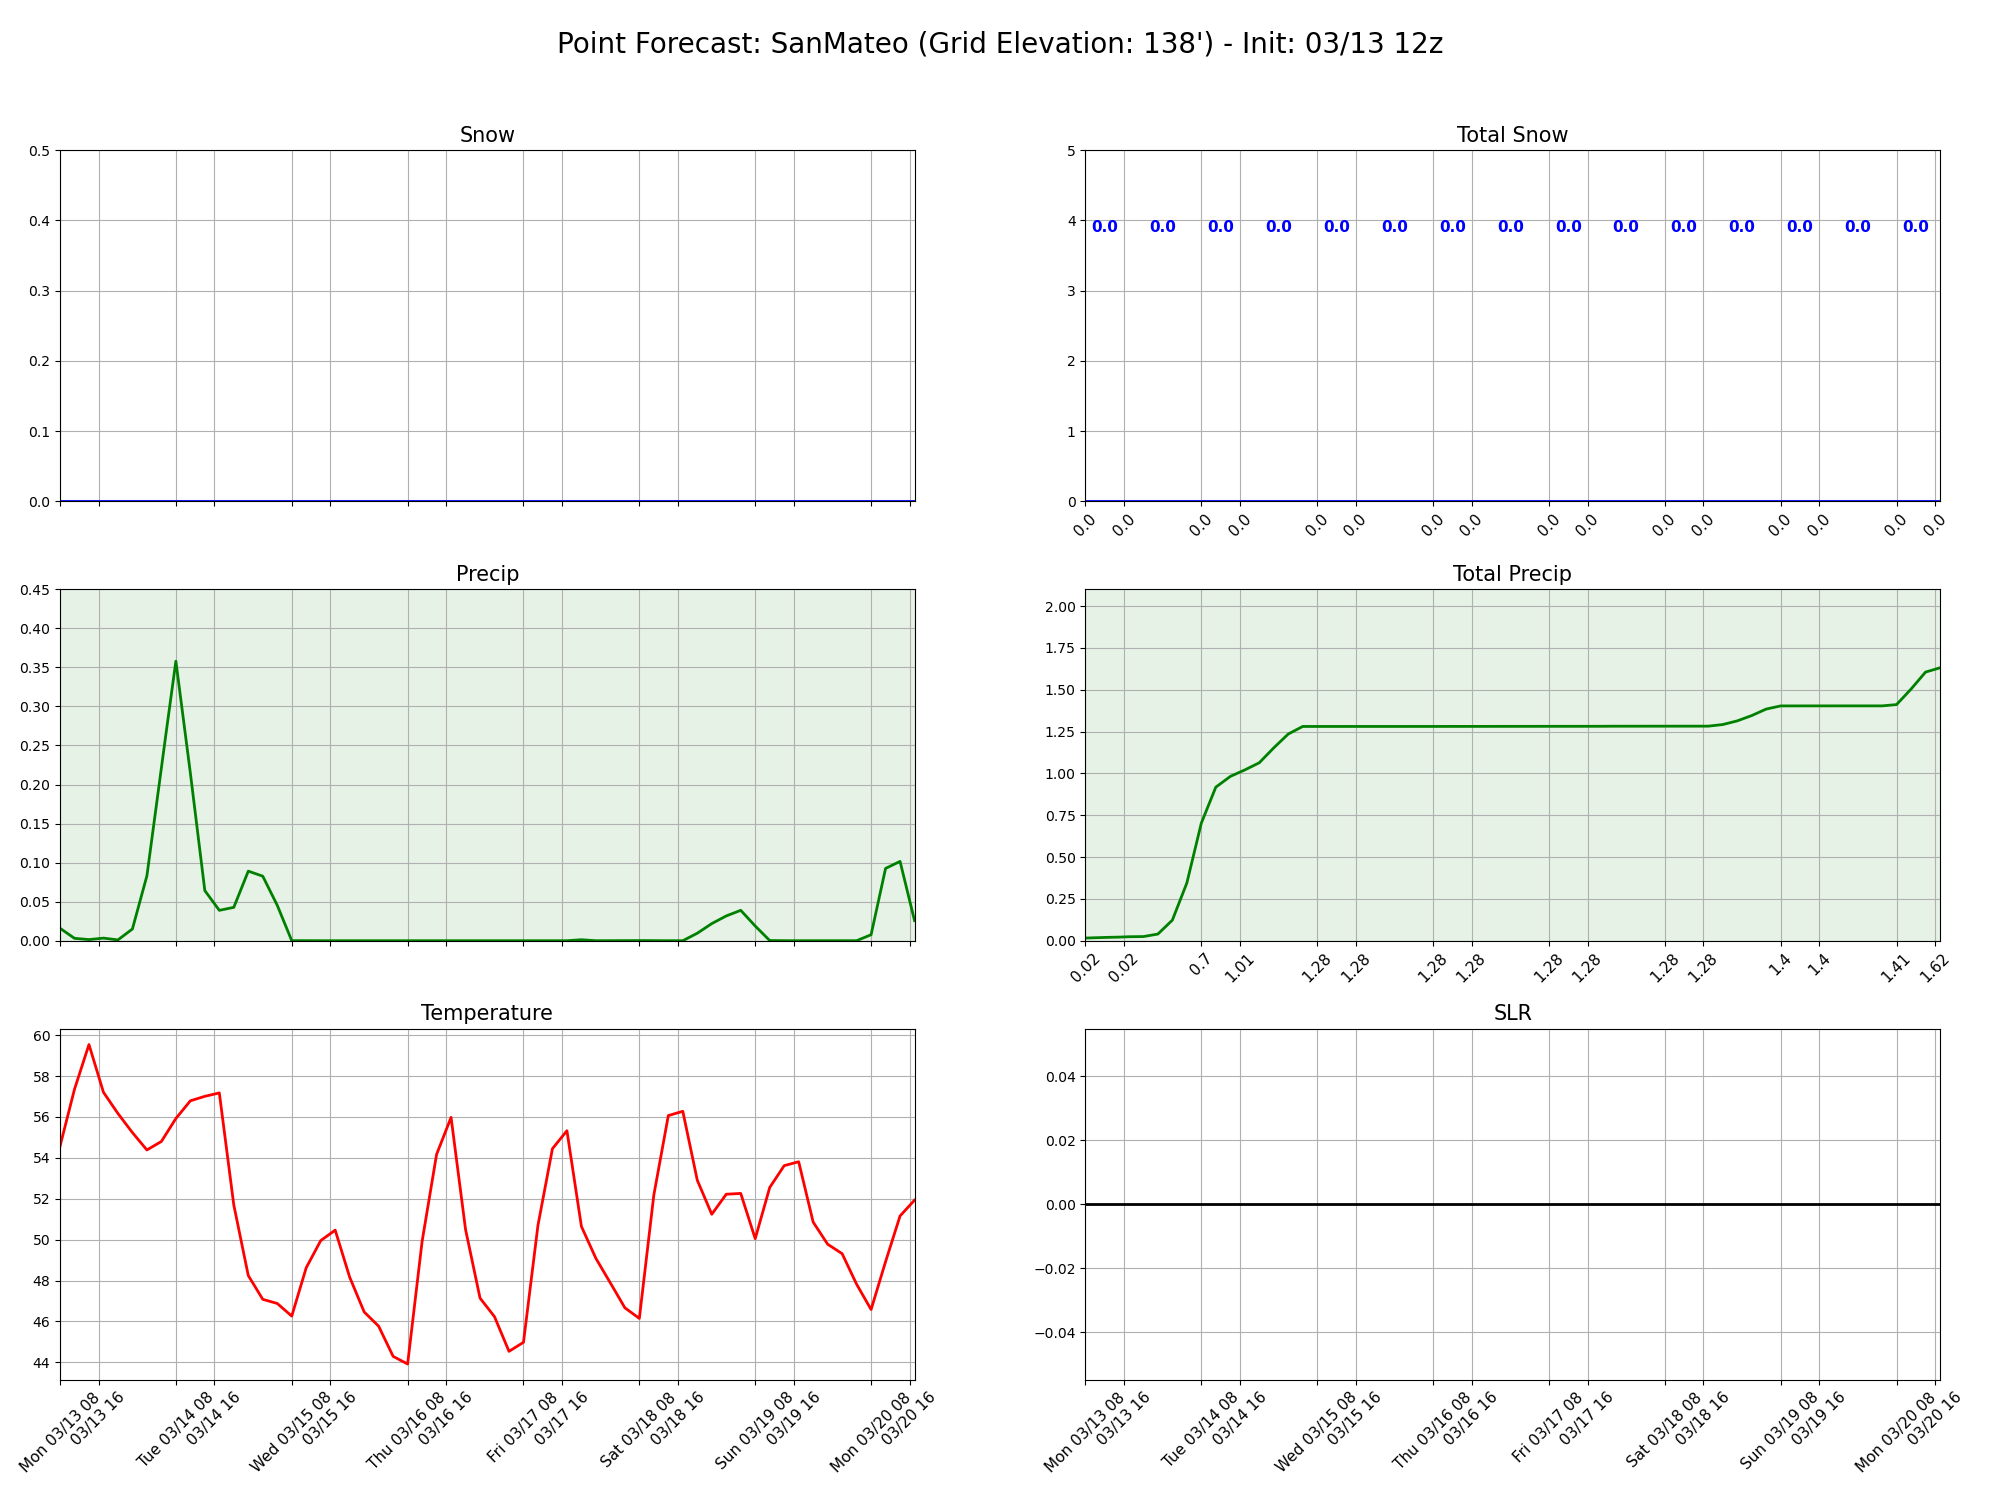 Point Forecast: SanMateo (Grid Elevation: 138') - Init: 03/13 12z
Snow
0.5
0.4
0.3
0.2
0.1
0.0
Total Snow
5
4
3
2
1
0
0.0 0.0 0.0 0.0 0.0 0.0 0.0 0.0 0.0 0.0 0.0 0.0 0.0 0.0 0.0
0.0 0.0 0.0 0.0 0.0 0.0 0.0 0.0 0.0 0.0 0.0 0.0 0.0 0.0 0.0 0.0
Precip
0.45
0.40
0.35
0.30
0.25
0.20
0.15
0.10
0.05
0.00
Total Precip
2.00
1.75
1.50
1.25
1.00
0.75
0.50
0.25
0.00
0.02 0.02 0.7 1.01 1.28 1.28 1.28 1.28 1.28 1.28 1.28 1.28 1.4 1.4 1.41 1.62
Temperature
60
58
56
54
52
50
48
46
44
Mon 03/13 08
03/13 16
Tue 03/14 08
03/14 16
Wed 03/15 08
03/15 16
Thu 03/16 08
03/16 16
Fri 03/17 08
03/17 16
Sat 03/18 08
03/18 16
Sun 03/19 08
03/19 16
Mon 03/20 08
03/20 16
SLR
0.04
0.02
0.00
−0.02
−0.04
Mon 03/13 08
03/13 16
Tue 03/14 08
03/14 16
Wed 03/15 08
03/15 16
Thu 03/16 08
03/16 16
Fri 03/17 08
03/17 16
Sat 03/18 08
03/18 16
Sun 03/19 08
03/19 16
Mon 03/20 08
03/20 16